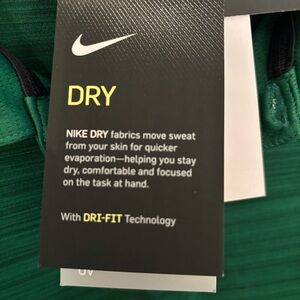 DRY
NIKE DRY fabrics move sweat
from your skin for quicker
evaporation—helping you stay
dry, comfortable and focused
on the task at hand.
With DRI-FIT Technology
UV